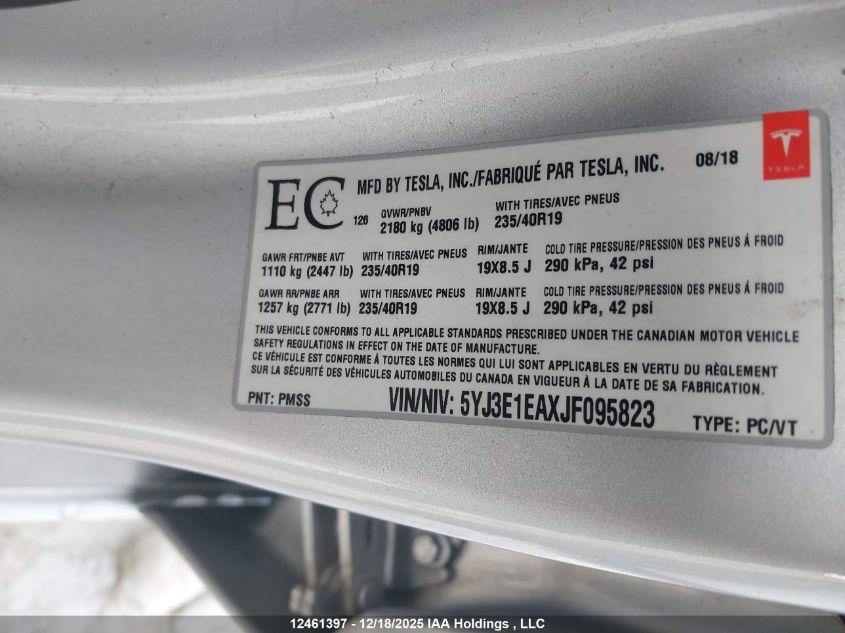 MFD BY TESLA, INC./FABRIQUÉ PAR TESLA, INC. 08/18
TESLA
EC 126
GVWR/PNBV WITH TIRES/AVEC PNEUS
2180 kg (4806 lb) 235/40R19
GAWR FRT/PNBE AVT WITH TIRES/AVEC PNEUS RIM/JANTE COLD TIRE PRESSURE/PRESSION DES PNEUS À FROID
1110 kg (2447 lb) 235/40R19 19X8.5 J 290 kPa, 42 psi
GAWR RR/PNBE ARR WITH TIRES/AVEC PNEUS RIM/JANTE COLD TIRE PRESSURE/PRESSION DES PNEUS À FROID
1257 kg (2771 lb) 235/40R19 19X8.5 J 290 kPa, 42 psi
THIS VEHICLE CONFORMS TO ALL APPLICABLE STANDARDS PRESCRIBED UNDER THE CANADIAN MOTOR VEHICLE
SAFETY REGULATIONS IN EFFECT ON THE DATE OF MANUFACTURE.
CE VÉHICULE EST CONFORME À TOUTES LES NORMES QUI LUI SONT APPLICABLES EN VERTU DU RÈGLEMENT
SUR LA SÉCURITÉ DES VÉHICULES AUTOMOBILES DU CANADA EN VIGUEUR À LA DATE DE SA FABRICATION.
PNT: PMSS VIN/NIV: 5YJ3E1EAXJF095823 TYPE: PC/VT
12461397 - 12/18/2025 IAA Holdings , LLC